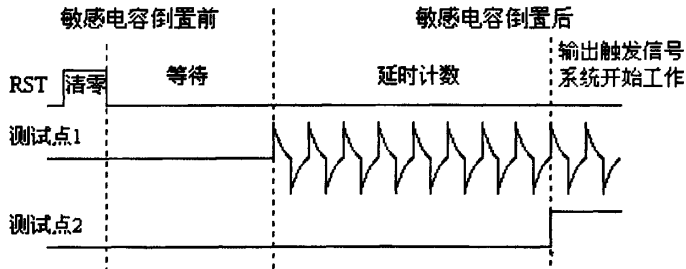 敏感电容倒置前
敏感电容倒置后
RST
清零
等待
延时计数
输出触发信号
系统开始工作
测试点1
测试点2